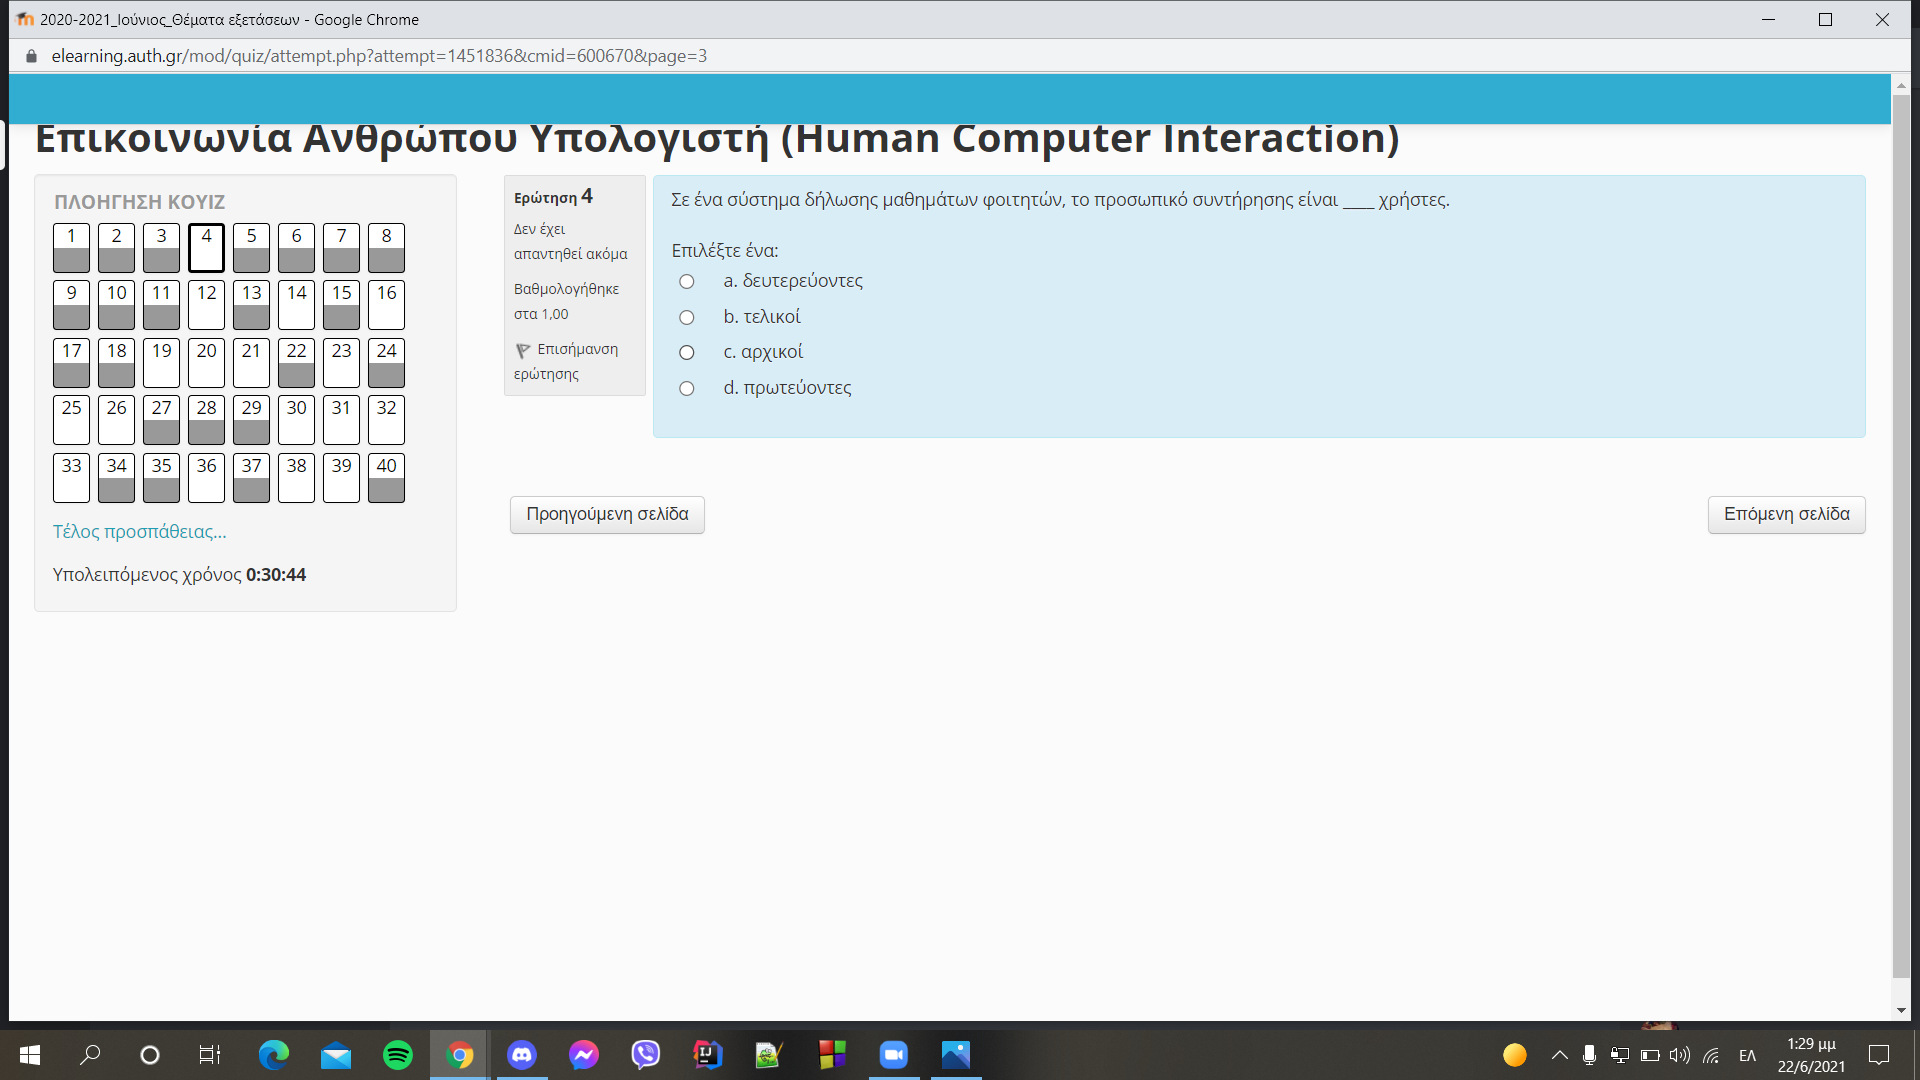 2020-2021_Ιούνιος_Θέματα εξετάσεων - Google Chrome
elearning.auth.gr/mod/quiz/attempt.php?attempt=1451836&cmid=600670&page=3
Επικοινωνία Ανθρώπου Υπολογιστή (Human Computer Interaction)
ΠΛΟΗΓΗΣΗ ΚΟΥΙΖ
1 2 3 4 5 6 7 8
9 10 11 12 13 14 15 16
17 18 19 20 21 22 23 24
25 26 27 28 29 30 31 32
33 34 35 36 37 38 39 40
Τέλος προσπάθειας...
Υπολειπόμενος χρόνος 0:30:44
Ερώτηση 4
Δεν έχει
απαντηθεί ακόμα
Βαθμολογήθηκε
στα 1,00
Επισήμανση
ερώτησης
Σε ένα σύστημα δήλωσης μαθημάτων φοιτητών, το προσωπικό συντήρησης είναι ____ χρήστες.
Επιλέξτε ένα:
a. δευτερεύοντες
b. τελικοί
c. αρχικοί
d. πρωτεύοντες
Προηγούμενη σελίδα
Επόμενη σελίδα
ΕΛ
1:29 μμ
22/6/2021